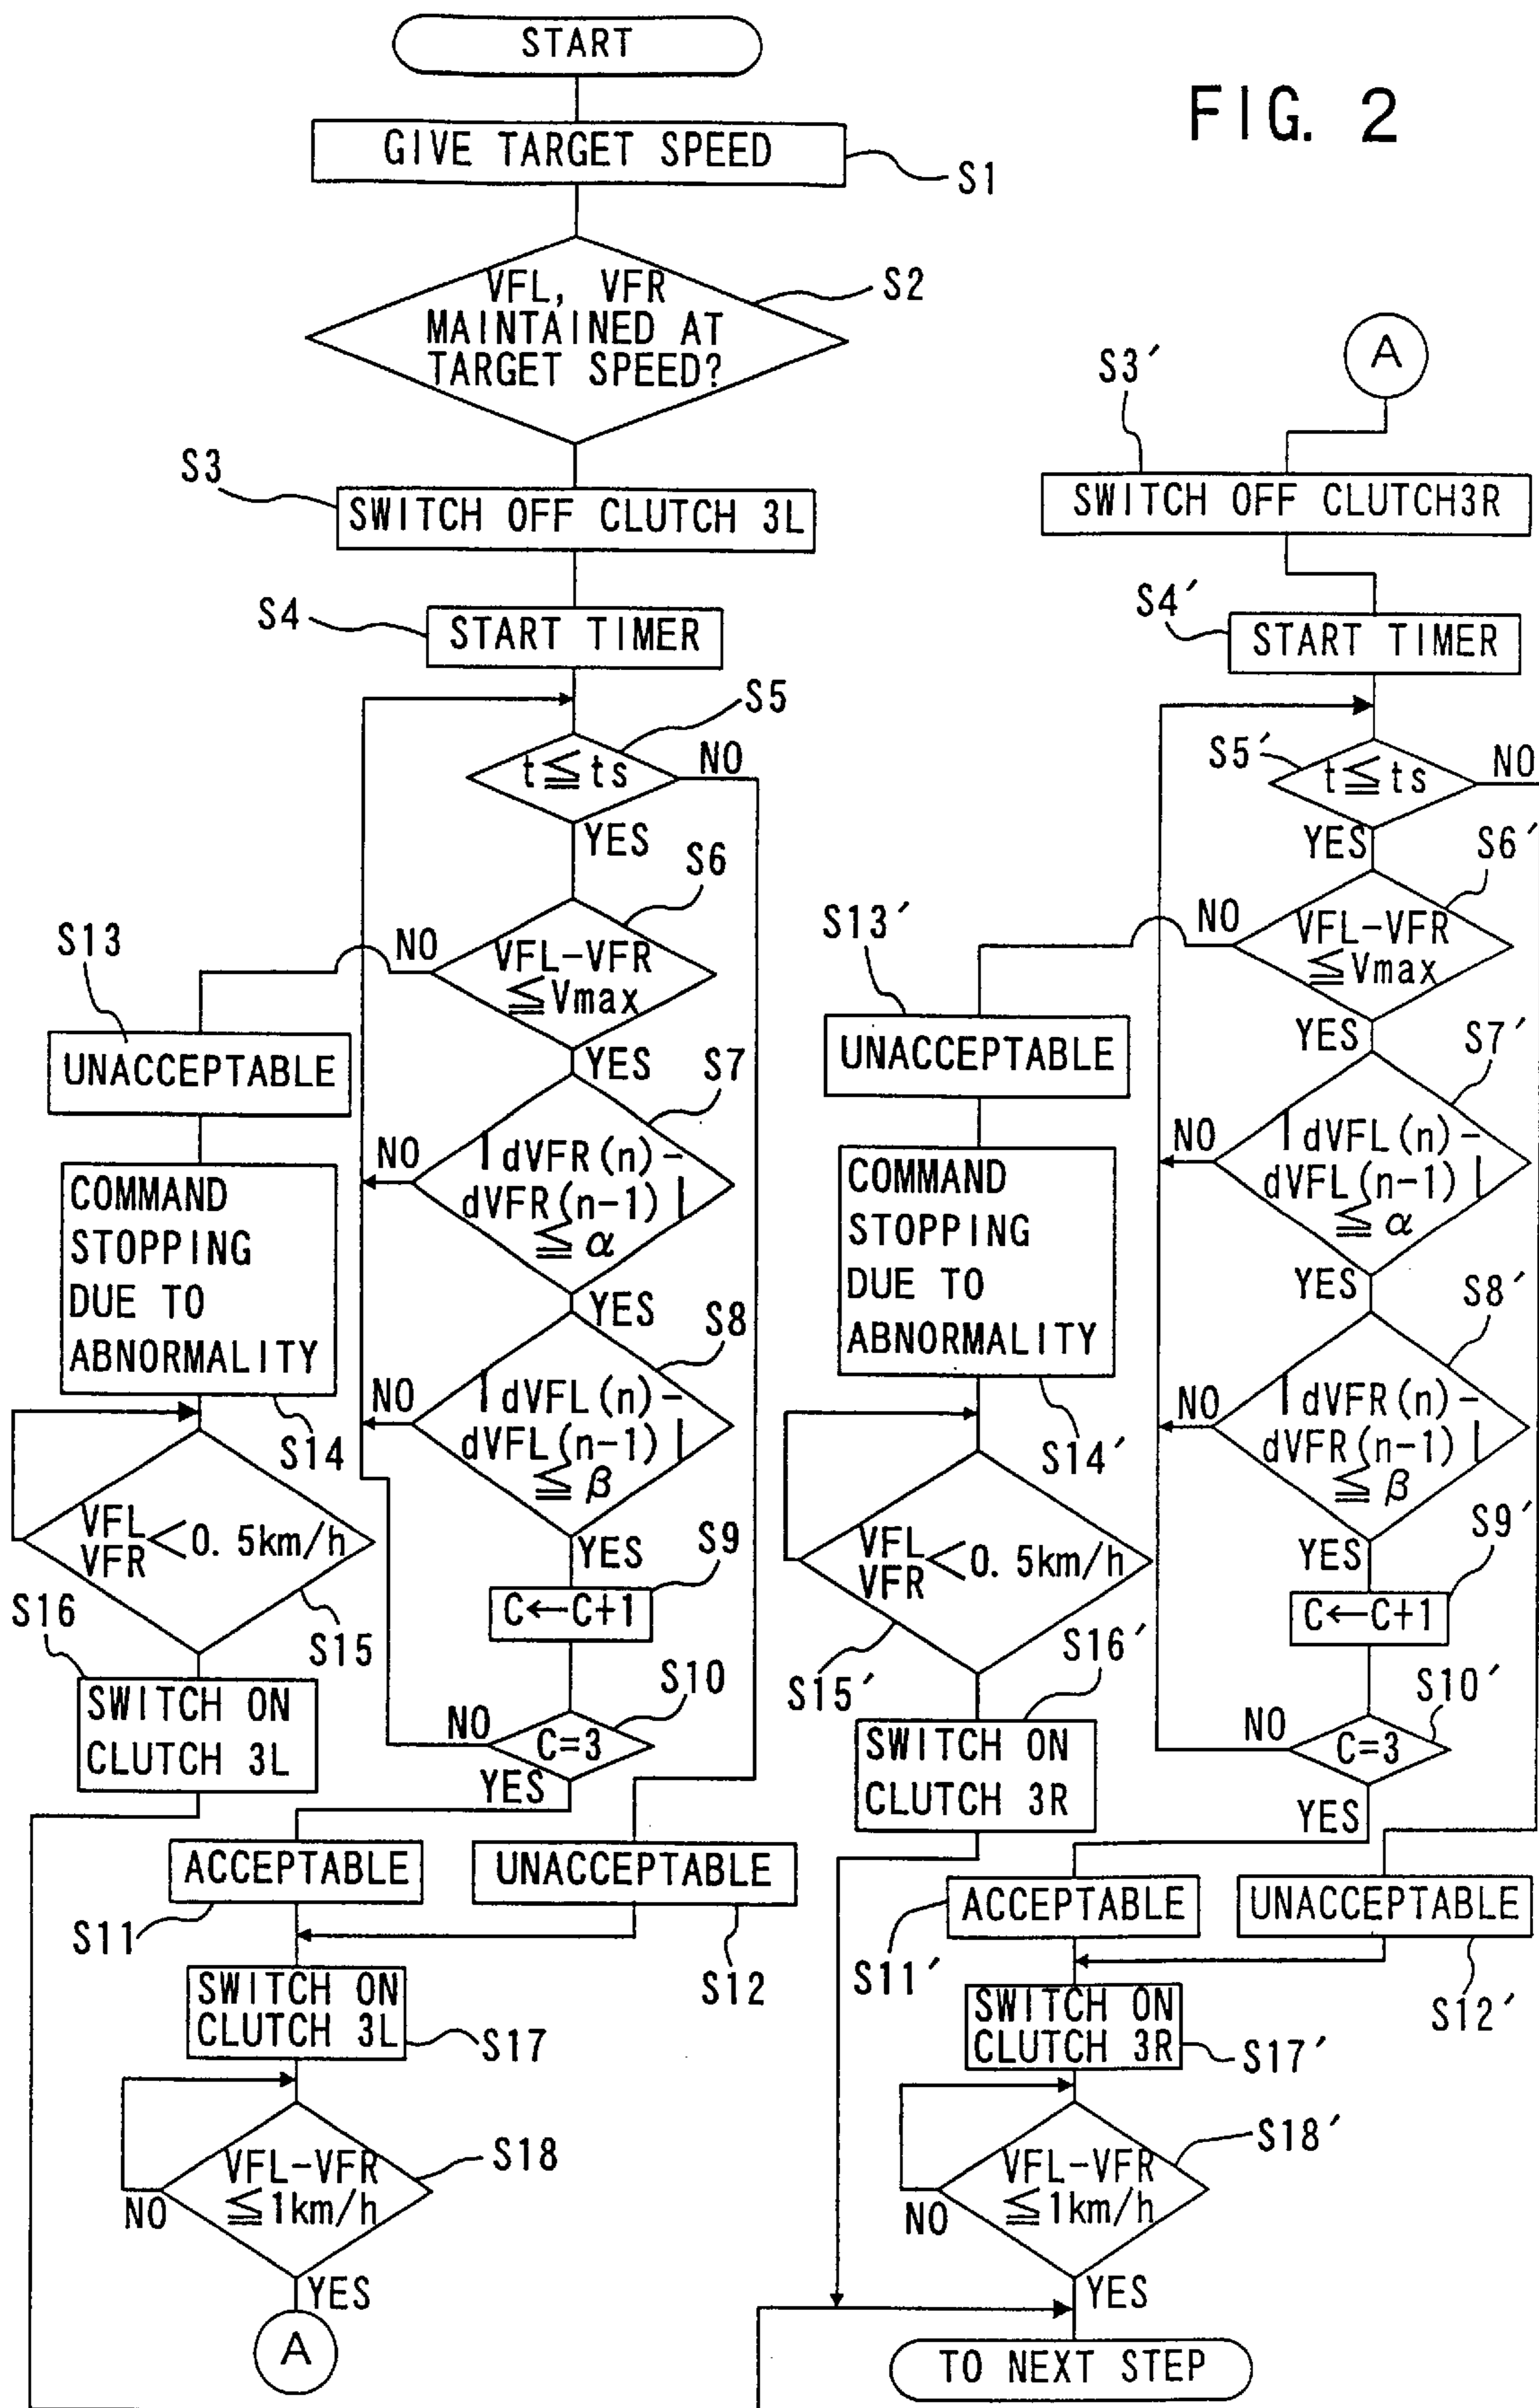 FIG. 2
START
GIVE TARGET SPEED
S1
VFL, VFR
MAINTAINED AT
TARGET SPEED?
S2
S3
SWITCH OFF CLUTCH 3L
S4
START TIMER
S5
t≦ts
NO
YES
S6
NO
VFL-VFR
≦Vmax
YES
S13
UNACCEPTABLE
S7
NO
|dVFR(n)-
dVFR(n-1)|
≦α
YES
COMMAND
STOPPING
DUE TO
ABNORMALITY
S14
S8
NO
|dVFL(n)-
dVFL(n-1)|
≦β
YES
VFL
VFR
<0.5km/h
S15
S9
C←C+1
S16
SWITCH ON
CLUTCH 3L
S10
NO
C=3
YES
ACCEPTABLE
S11
UNACCEPTABLE
S12
SWITCH ON
CLUTCH 3L
S17
VFL-VFR
≦1km/h
S18
NO
YES
A
A
S3'
SWITCH OFF CLUTCH3R
S4'
START TIMER
S5'
t≦ts
NO
YES
S6'
NO
VFL-VFR
≦Vmax
YES
S13'
UNACCEPTABLE
S7'
NO
|dVFL(n)-
dVFL(n-1)|
≦α
YES
COMMAND
STOPPING
DUE TO
ABNORMALITY
S14'
S8'
NO
|dVFR(n)-
dVFR(n-1)|
≦β
YES
VFL
VFR
<0.5km/h
S15'
S9'
C←C+1
S16'
SWITCH ON
CLUTCH 3R
S10'
NO
C=3
YES
ACCEPTABLE
S11'
UNACCEPTABLE
S12'
SWITCH ON
CLUTCH 3R
S17'
VFL-VFR
≦1km/h
S18'
NO
YES
TO NEXT STEP